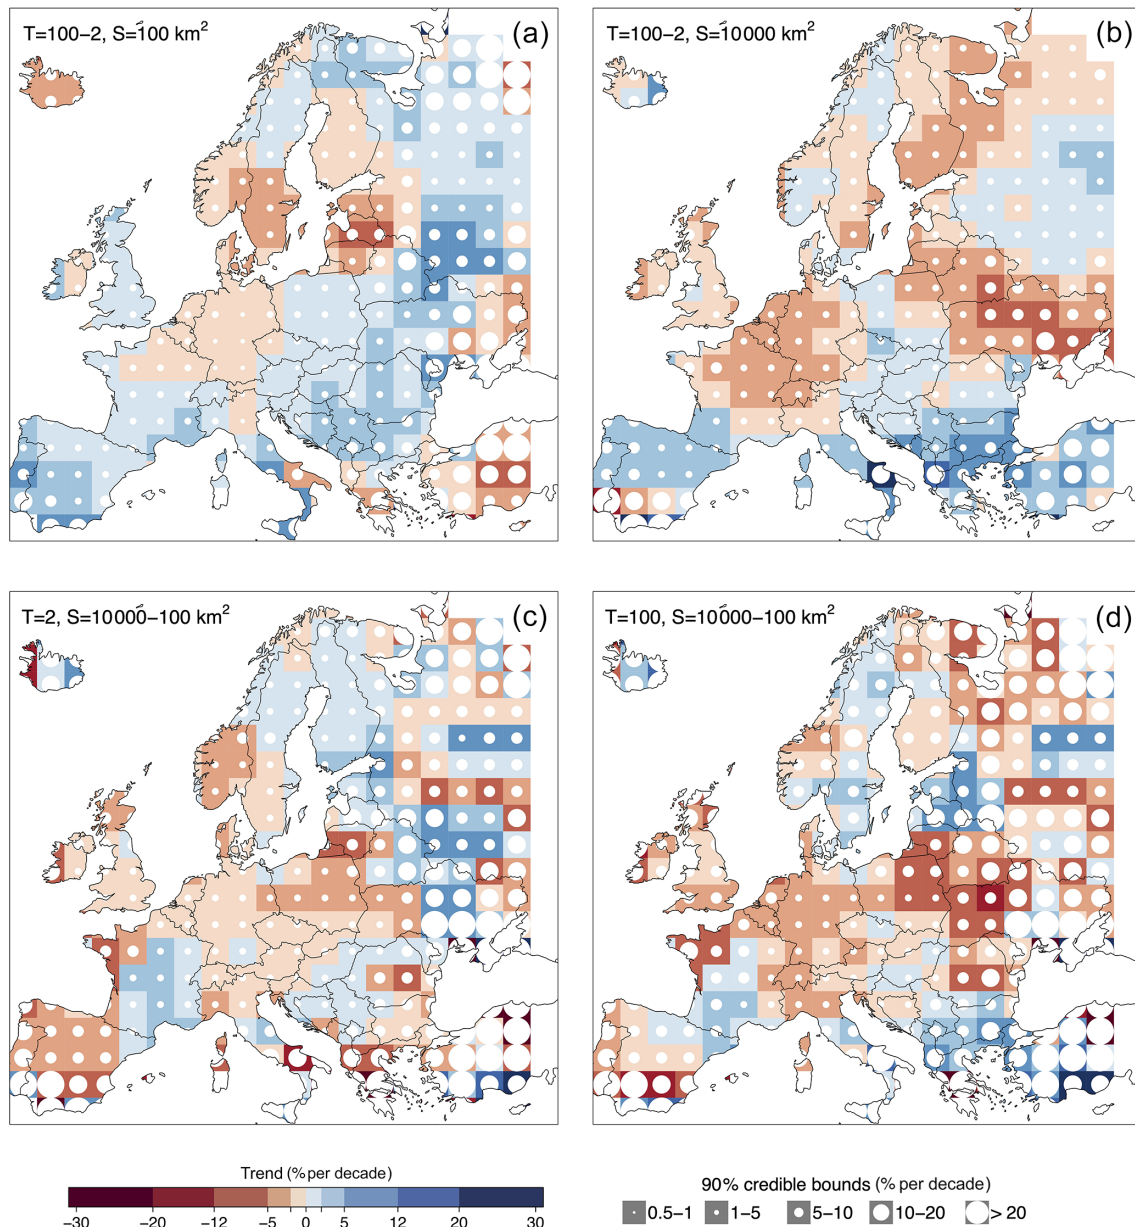 T=100−2, S=100 km²
(a)
T=100−2, S=10000 km²
(b)
T=2, S=10000−100 km²
(c)
T=100, S=10000−100 km²
(d)
Trend (% per decade)
−30 −20 −12 −5 −2 0 2 5 12 20 30
90% credible bounds (% per decade)
0.5−1 1−5 5−10 10−20 > 20